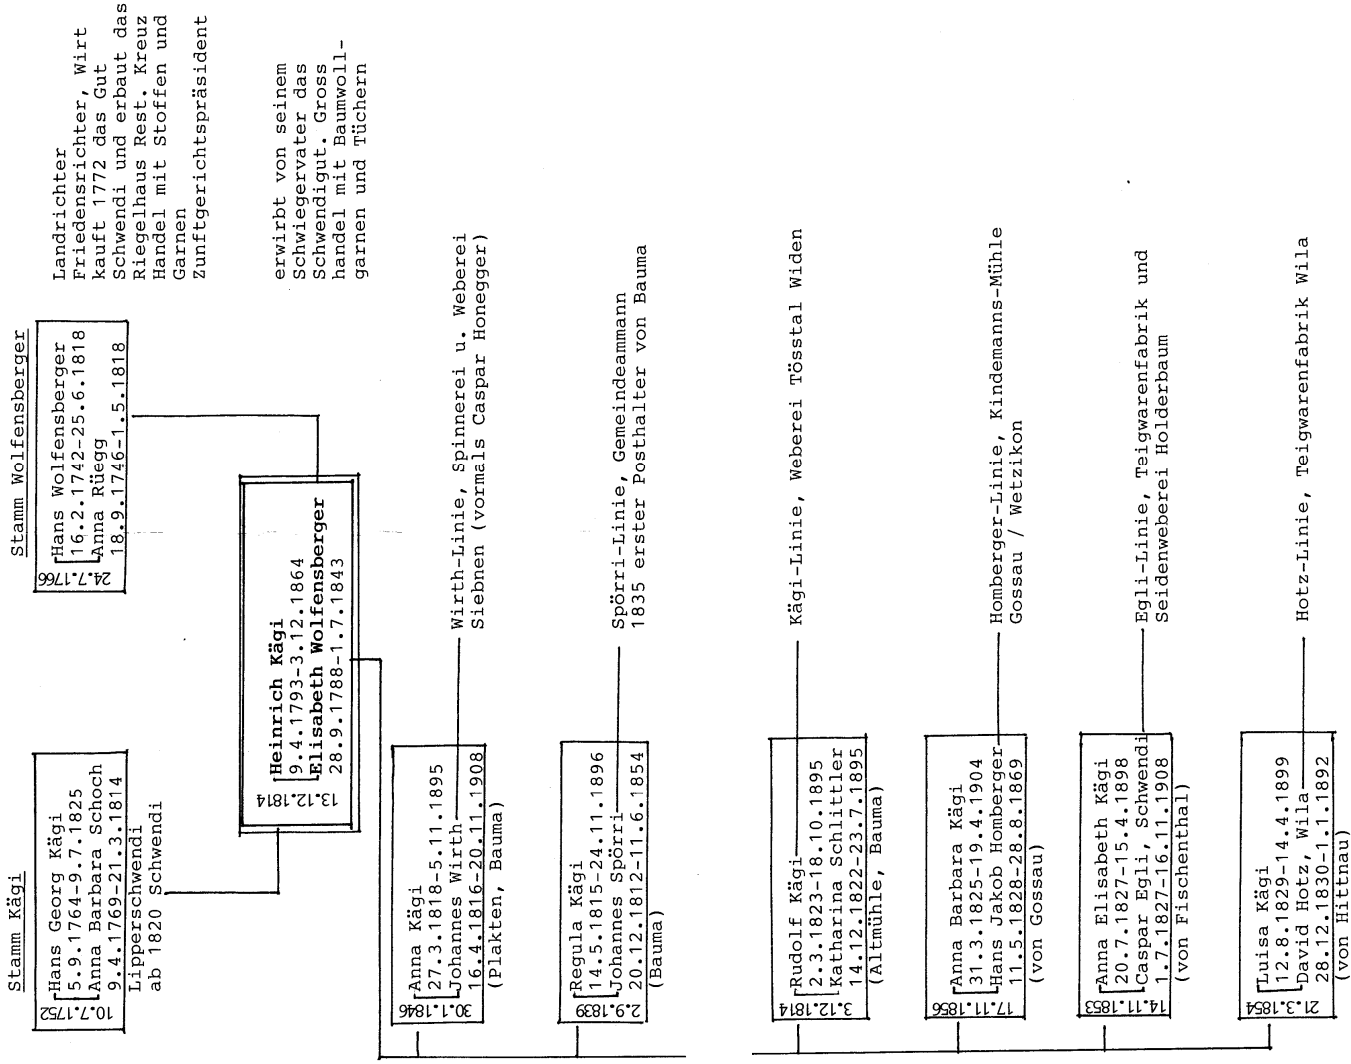 Stamm Kägi
10.7.1752
Hans Georg Kägi
5.9.1764-9.7.1825
Anna Barbara Schoch
9.4.1769-21.3.1814
Lipperschwendi
ab 1820 Schwendi
Stamm Wolfensberger
24.7.1766
Hans Wolfensberger
16.2.1742-25.6.1818
Anna Rüegg
18.9.1746-1.5.1818
Landrichter
Friedensrichter, Wirt
kauft 1772 das Gut
Schwendi und erbaut das
Riegelhaus Rest. Kreuz
Handel mit Stoffen und
Garnen
Zunftgerichtspräsident
13.12.1814
Heinrich Kägi
9.4.1793-3.12.1864
Elisabeth Wolfensberger
28.9.1788-1.7.1843
erwirbt von seinem
Schwiegervater das
Schwendigut. Gross
handel mit Baumwoll-
garnen und Tüchern
30.1.1846
Anna Kägi
27.3.1818-5.11.1895
Johannes Wirth
16.4.1816-20.11.1908
(Plakten, Bauma)
Wirth-Linie, Spinnerei u. Weberei
Siebnen (vormals Caspar Honegger)
2.9.1839
Regula Kägi
14.5.1815-24.11.1896
Johannes Spörri
20.12.1812-11.6.1854
(Bauma)
Spörri-Linie, Gemeindeammann
1835 erster Posthalter von Bauma
3.12.1814
Rudolf Kägi
2.3.1823-18.10.1895
Katharina Schlittler
14.12.1822-23.7.1895
(Altmühle, Bauma)
Kägi-Linie, Weberei Tösstal Widen
17.11.1856
Anna Barbara Kägi
31.3.1825-19.4.1904
Hans Jakob Homberger
11.5.1828-28.8.1869
(von Gossau)
Homberger-Linie, Kindemanns-Mühle
Gossau / Wetzikon
14.11.1853
Anna Elisabeth Kägi
20.7.1827-15.4.1898
Caspar Egli, Schwendi
1.7.1827-16.11.1908
(von Fischenthal)
Egli-Linie, Teigwarenfabrik und
Seidenweberei Holderbaum
21.3.1854
Luisa Kägi
12.8.1829-14.4.1899
David Hotz, Wila
28.12.1830-1.1.1892
(von Hittnau)
Hotz-Linie, Teigwarenfabrik Wila